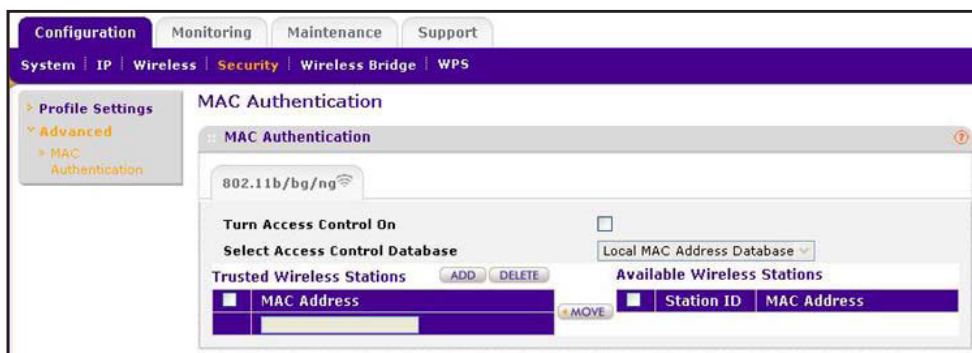 Configuration Monitoring Maintenance Support
System IP Wireless Security Wireless Bridge WPS
Profile Settings
Advanced
MAC
Authentication
MAC Authentication
MAC Authentication
802.11b/bg/ng
Turn Access Control On
Select Access Control Database Local MAC Address Database
Trusted Wireless Stations ADD DELETE
MAC Address
MOVE
Available Wireless Stations
Station ID MAC Address